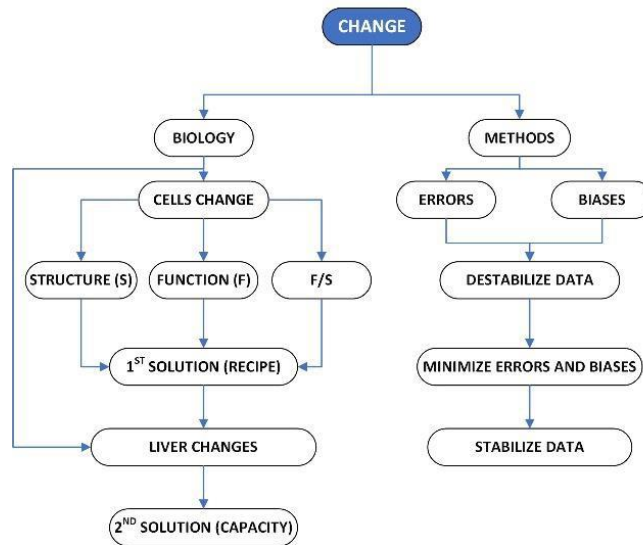 CHANGE
BIOLOGY
METHODS
CELLS CHANGE
ERRORS
BIASES
STRUCTURE (S)
FUNCTION (F)
F/S
DESTABILIZE DATA
1ST SOLUTION (RECIPE)
MINIMIZE ERRORS AND BIASES
LIVER CHANGES
STABILIZE DATA
2ND SOLUTION (CAPACITY)